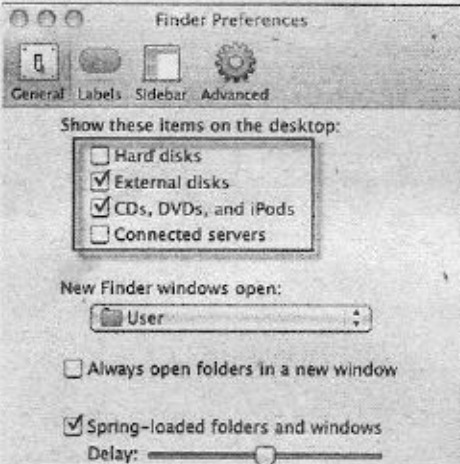 Finder Preferences
General Labels Sidebar Advanced
Show these items on the desktop:
Hard disks
External disks
CDs, DVDs, and iPods
Connected servers
New Finder windows open:
User
Always open folders in a new window
Spring-loaded folders and windows
Delay: